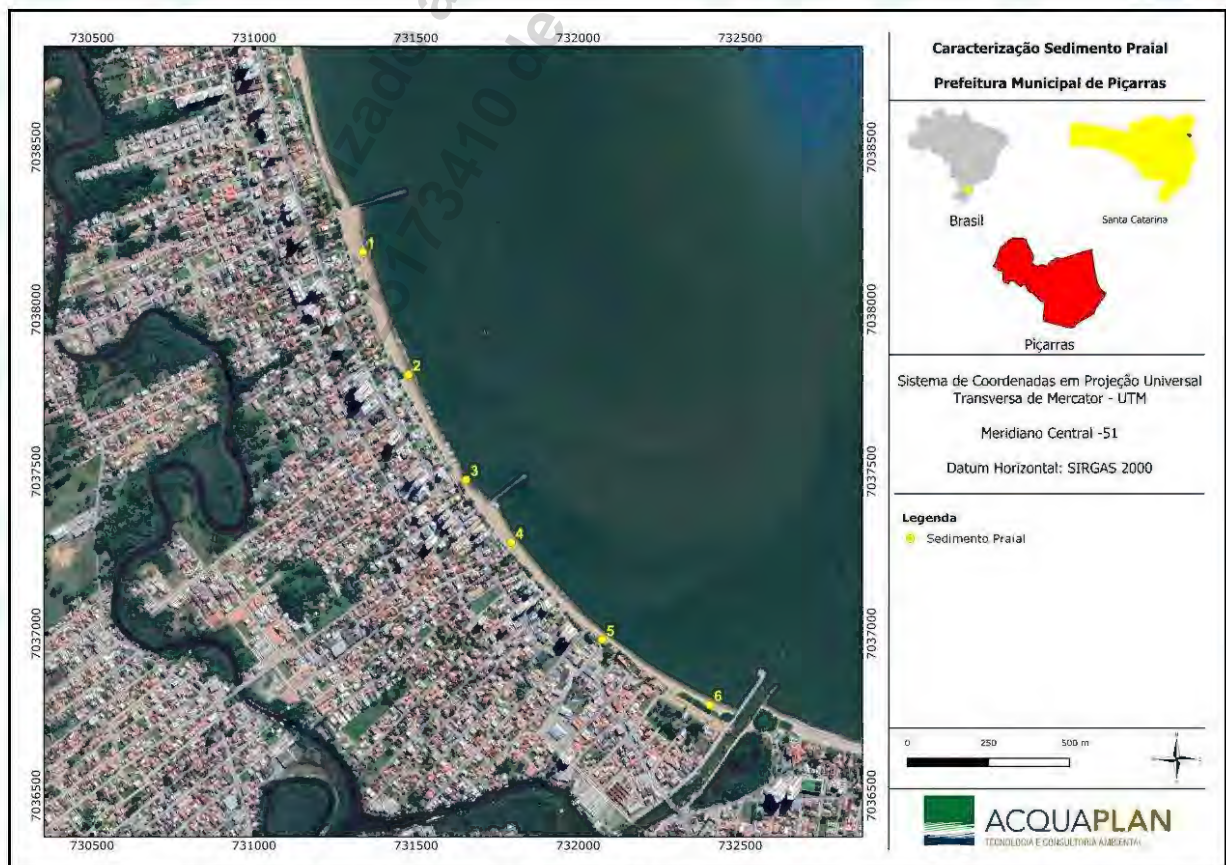 730500 731000 731500 732000 732500
7038500 7038500
7038000 7038000
7037500 7037500
7037000 7037000
7036500 7036500
1
2
3
4
5
6
730500 731000 731500 732000 732500
173410 de
Caracterização Sedimento Praial
Prefeitura Municipal de Piçarras
Brasil
Santa Catarina
Piçarras
Sistema de Coordenadas em Projeção Universal
Transversa de Mercator - UTM
Meridiano Central -51
Datum Horizontal: SIRGAS 2000
Legenda
Sedimento Praial
0 250 500 m
ACQUAPLAN
TECNOLOGIA E CONSULTORIA AMBIENTAL